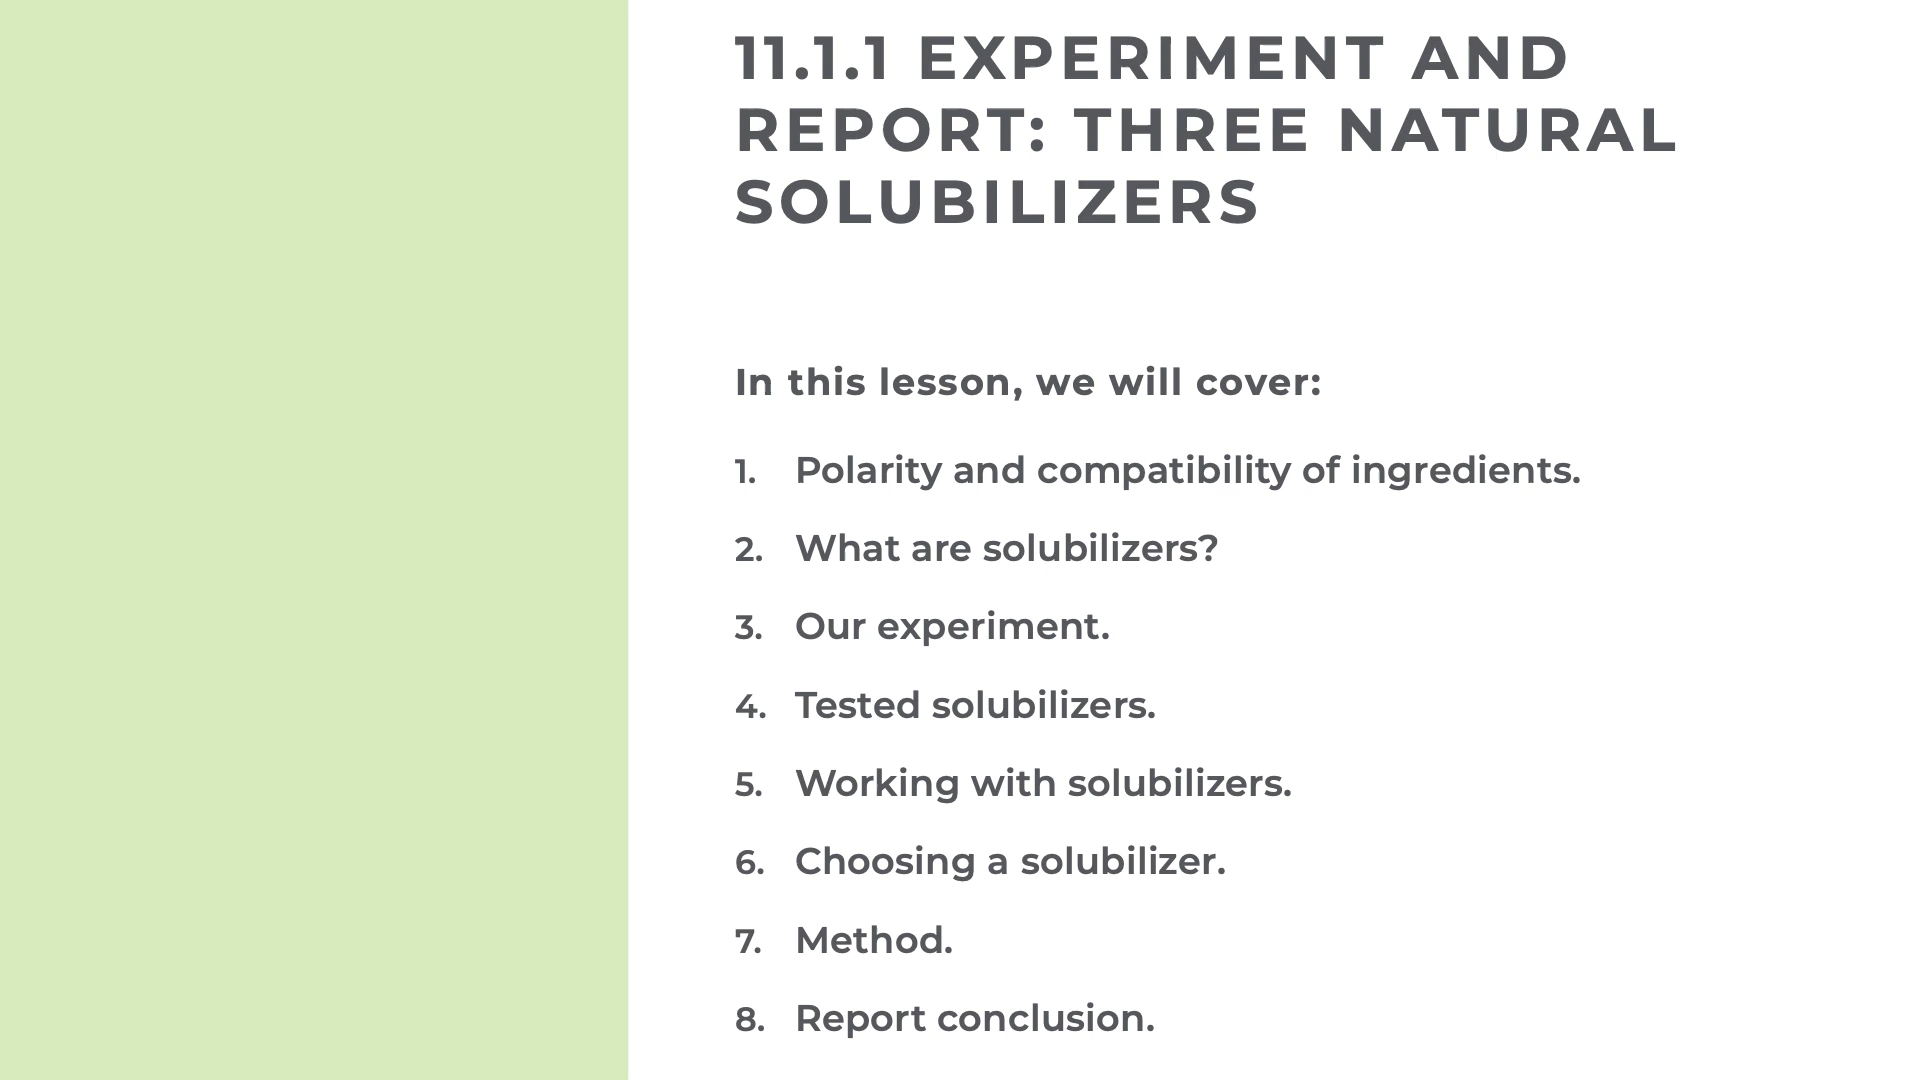 11.1.1 EXPERIMENT AND
REPORT: THREE NATURAL
SOLUBILIZERS
In this lesson, we will cover:
1. Polarity and compatibility of ingredients.
2. What are solubilizers?
3. Our experiment.
4. Tested solubilizers.
5. Working with solubilizers.
6. Choosing a solubilizer.
7. Method.
8. Report conclusion.